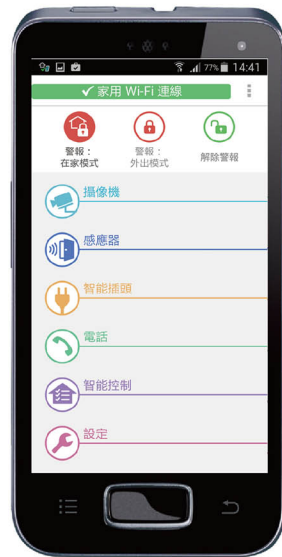 77% 14:41
家用 Wi-Fi 連線
警報：
在家模式
警報：
外出模式
解除警報
攝像機
感應器
智能插頭
電話
智能控制
設定